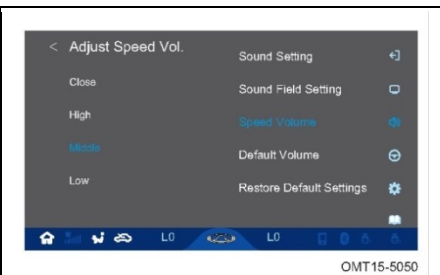 < Adjust Speed Vol.
Close
High
Middle
Low
Sound Setting
Sound Field Setting
Speed Volume
Default Volume
Restore Default Settings
L0 L0
OMT15-5050